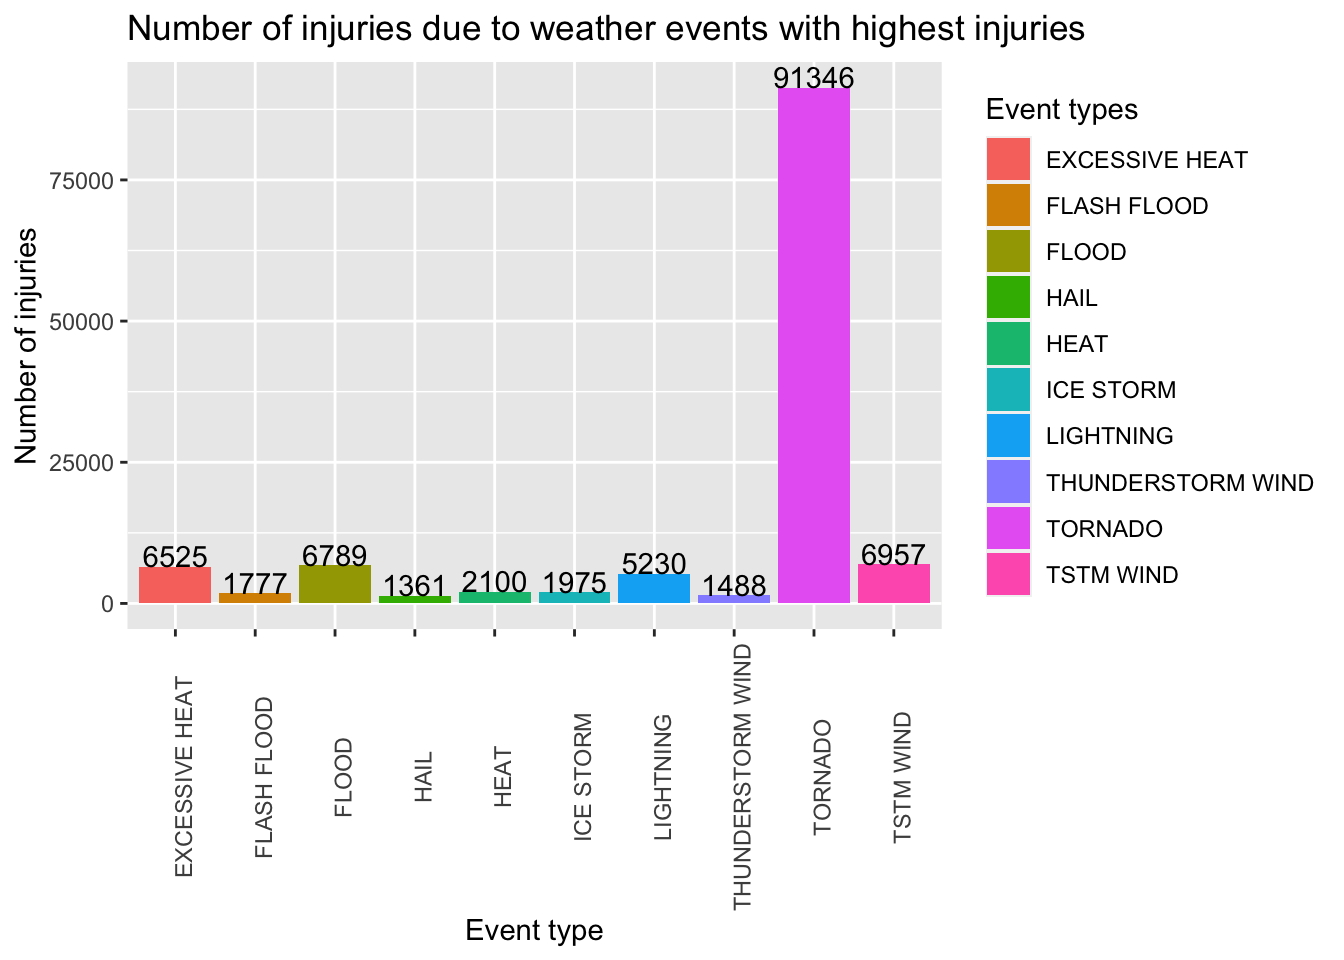 Number of injuries due to weather events with highest injuries
Number of injuries
75000
50000
25000
0
6525
1777
6789
1361
2100
1975
5230
1488
91346
6957
EXCESSIVE HEAT
FLASH FLOOD
FLOOD
HAIL
HEAT
ICE STORM
LIGHTNING
THUNDERSTORM WIND
TORNADO
TSTM WIND
Event type
Event types
EXCESSIVE HEAT
FLASH FLOOD
FLOOD
HAIL
HEAT
ICE STORM
LIGHTNING
THUNDERSTORM WIND
TORNADO
TSTM WIND